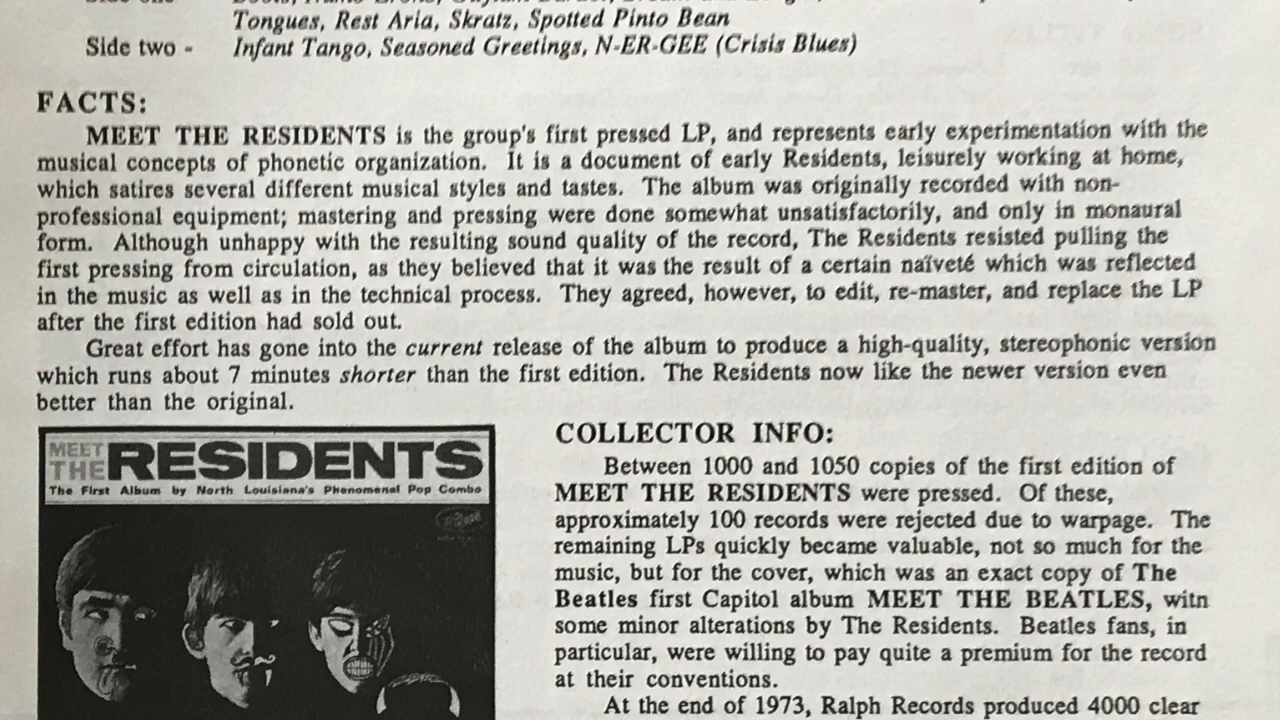 Tongues, Rest Aria, Skratz, Spotted Pinto Bean
Side two - Infant Tango, Seasoned Greetings, N-ER-GEE (Crisis Blues)
FACTS:
MEET THE RESIDENTS is the group's first pressed LP, and represents early experimentation with the
musical concepts of phonetic organization. It is a document of early Residents, leisurely working at home,
which satires several different musical styles and tastes. The album was originally recorded with non-
professional equipment; mastering and pressing were done somewhat unsatisfactorily, and only in monaural
form. Although unhappy with the resulting sound quality of the record, The Residents resisted pulling the
first pressing from circulation, as they believed that it was the result of a certain naïveté which was reflected
in the music as well as in the technical process. They agreed, however, to edit, re-master, and replace the LP
after the first edition had sold out.
Great effort has gone into the current release of the album to produce a high-quality, stereophonic version
which runs about 7 minutes shorter than the first edition. The Residents now like the newer version even
better than the original.
MEET THE RESIDENTS
The First Album by North Louisiana's Phenomenal Pop Combo
COLLECTOR INFO:
Between 1000 and 1050 copies of the first edition of
MEET THE RESIDENTS were pressed. Of these,
approximately 100 records were rejected due to warpage. The
remaining LPs quickly became valuable, not so much for the
music, but for the cover, which was an exact copy of The
Beatles first Capitol album MEET THE BEATLES, witn
some minor alterations by The Residents. Beatles fans, in
particular, were willing to pay quite a premium for the record
at their conventions.
At the end of 1973, Ralph Records produced 4000 clear